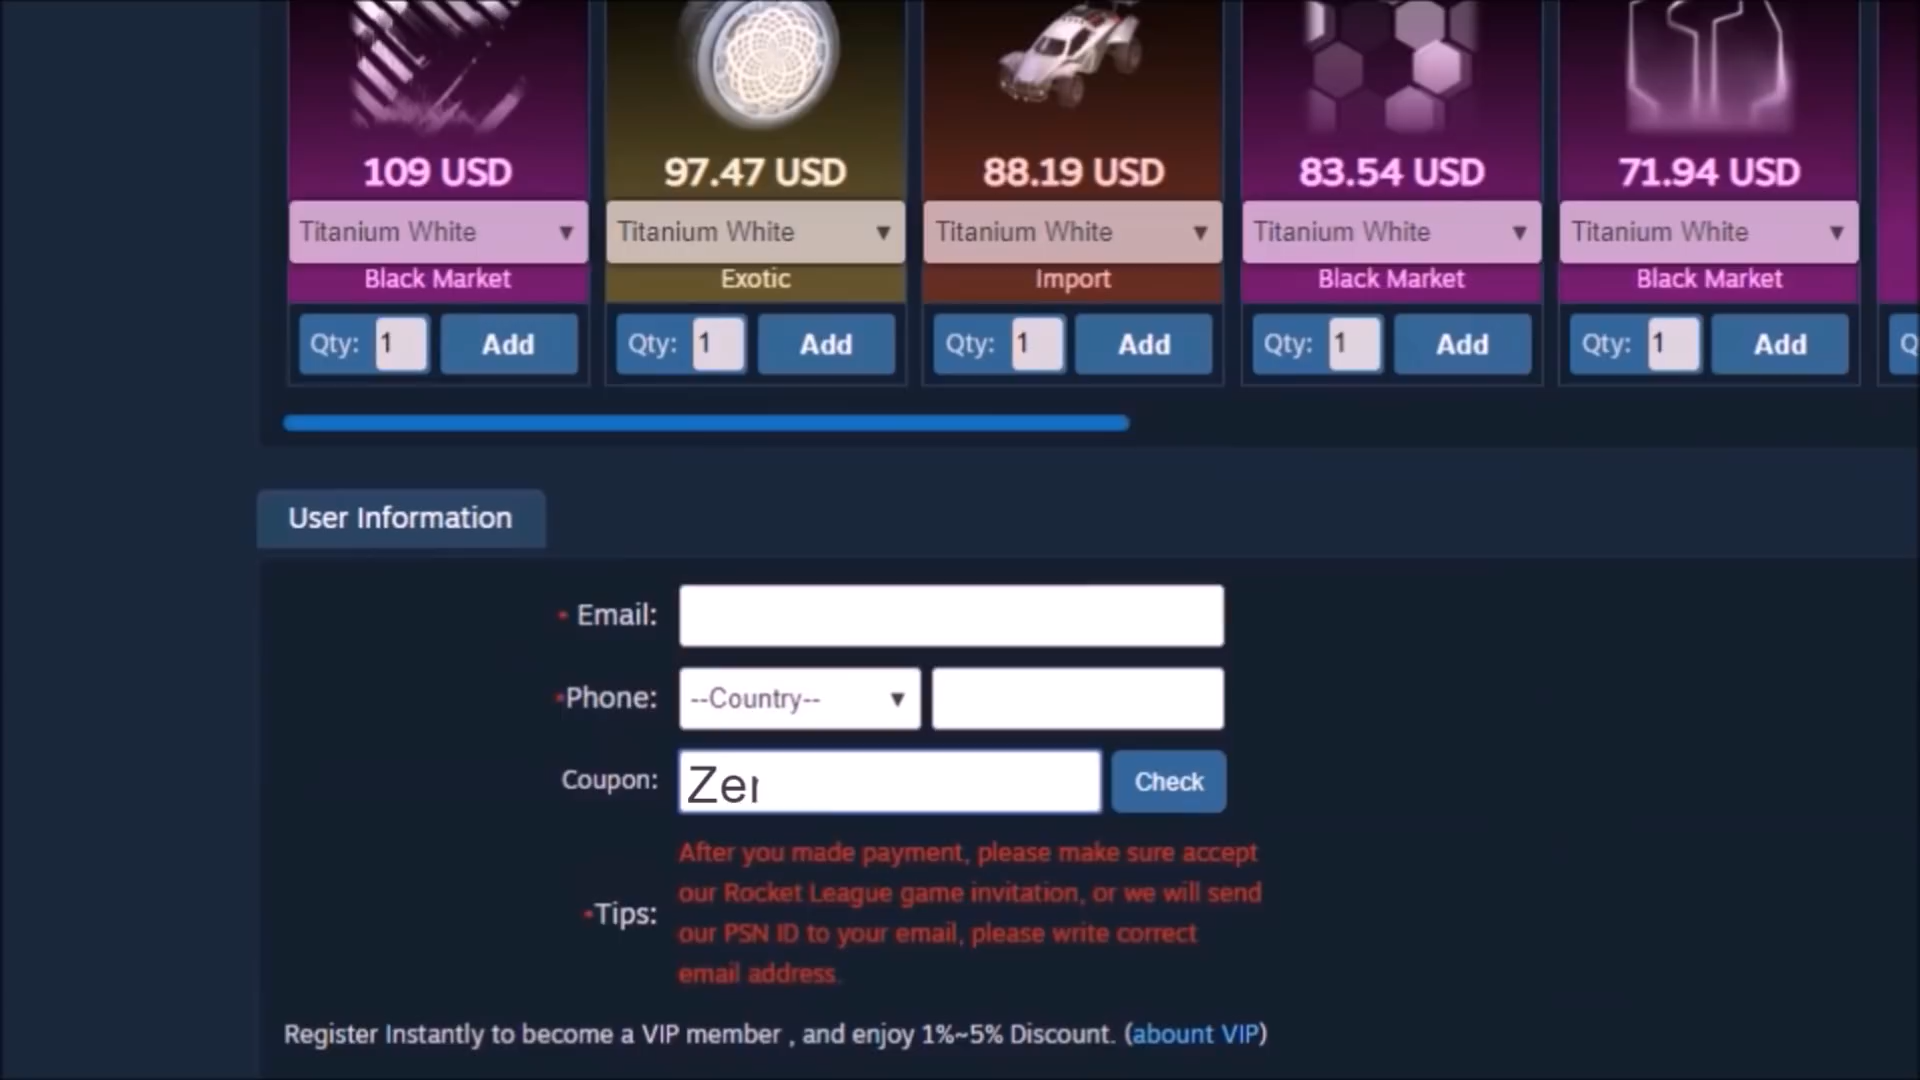 109 USD
97.47 USD
88.19 USD
83.54 USD
71.94 USD
Titanium White ▼
Titanium White ▼
Titanium White ▼
Titanium White ▼
Titanium White ▼
Black Market
Exotic
Import
Black Market
Black Market
Qty: 1 Add
Qty: 1 Add
Qty: 1 Add
Qty: 1 Add
Qty: 1 Add
User Information
* Email:
*Phone: --Country-- ▼
Coupon: Zer Check
*Tips:
After you made payment, please make sure accept
our Rocket League game invitation, or we will send
our PSN ID to your email, please write correct
email address.
Register Instantly to become a VIP member , and enjoy 1%~5% Discount. (abount VIP)